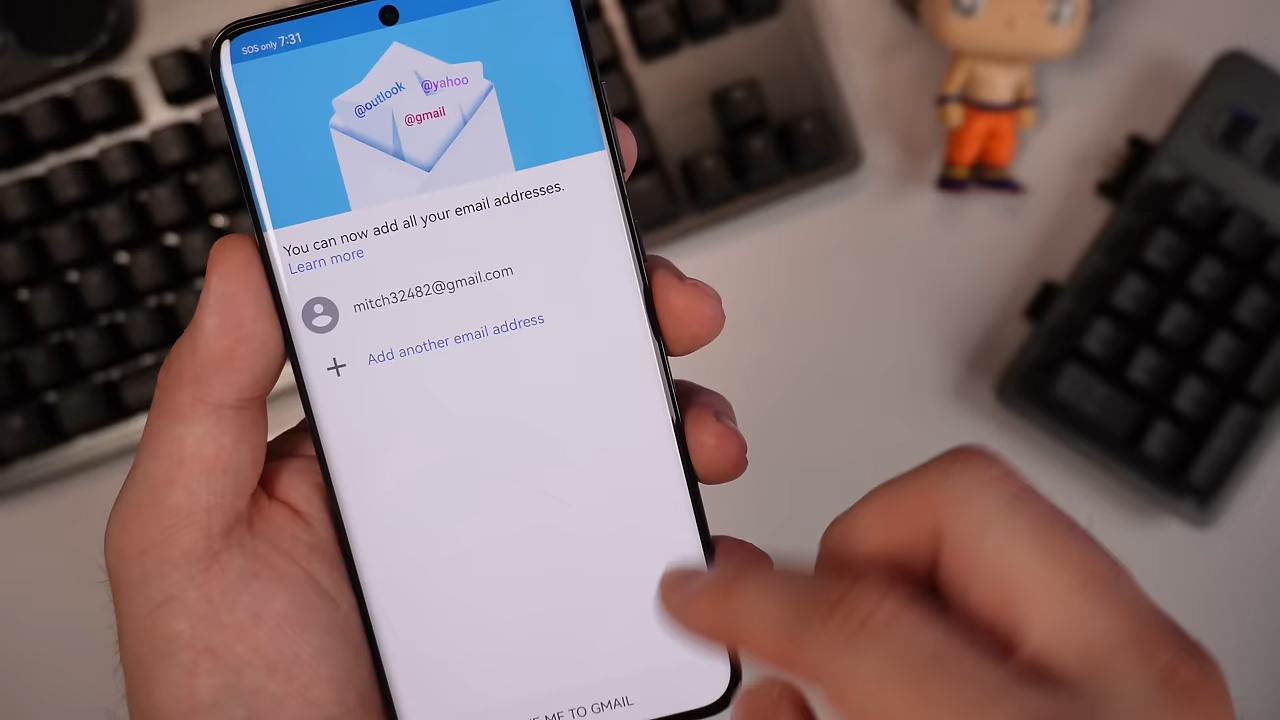 SOS only 7:31
@outlook @yahoo
@gmail
You can now add all your email addresses.
Learn more
mitch32482@gmail.com
+ Add another email address
ME TO GMAIL